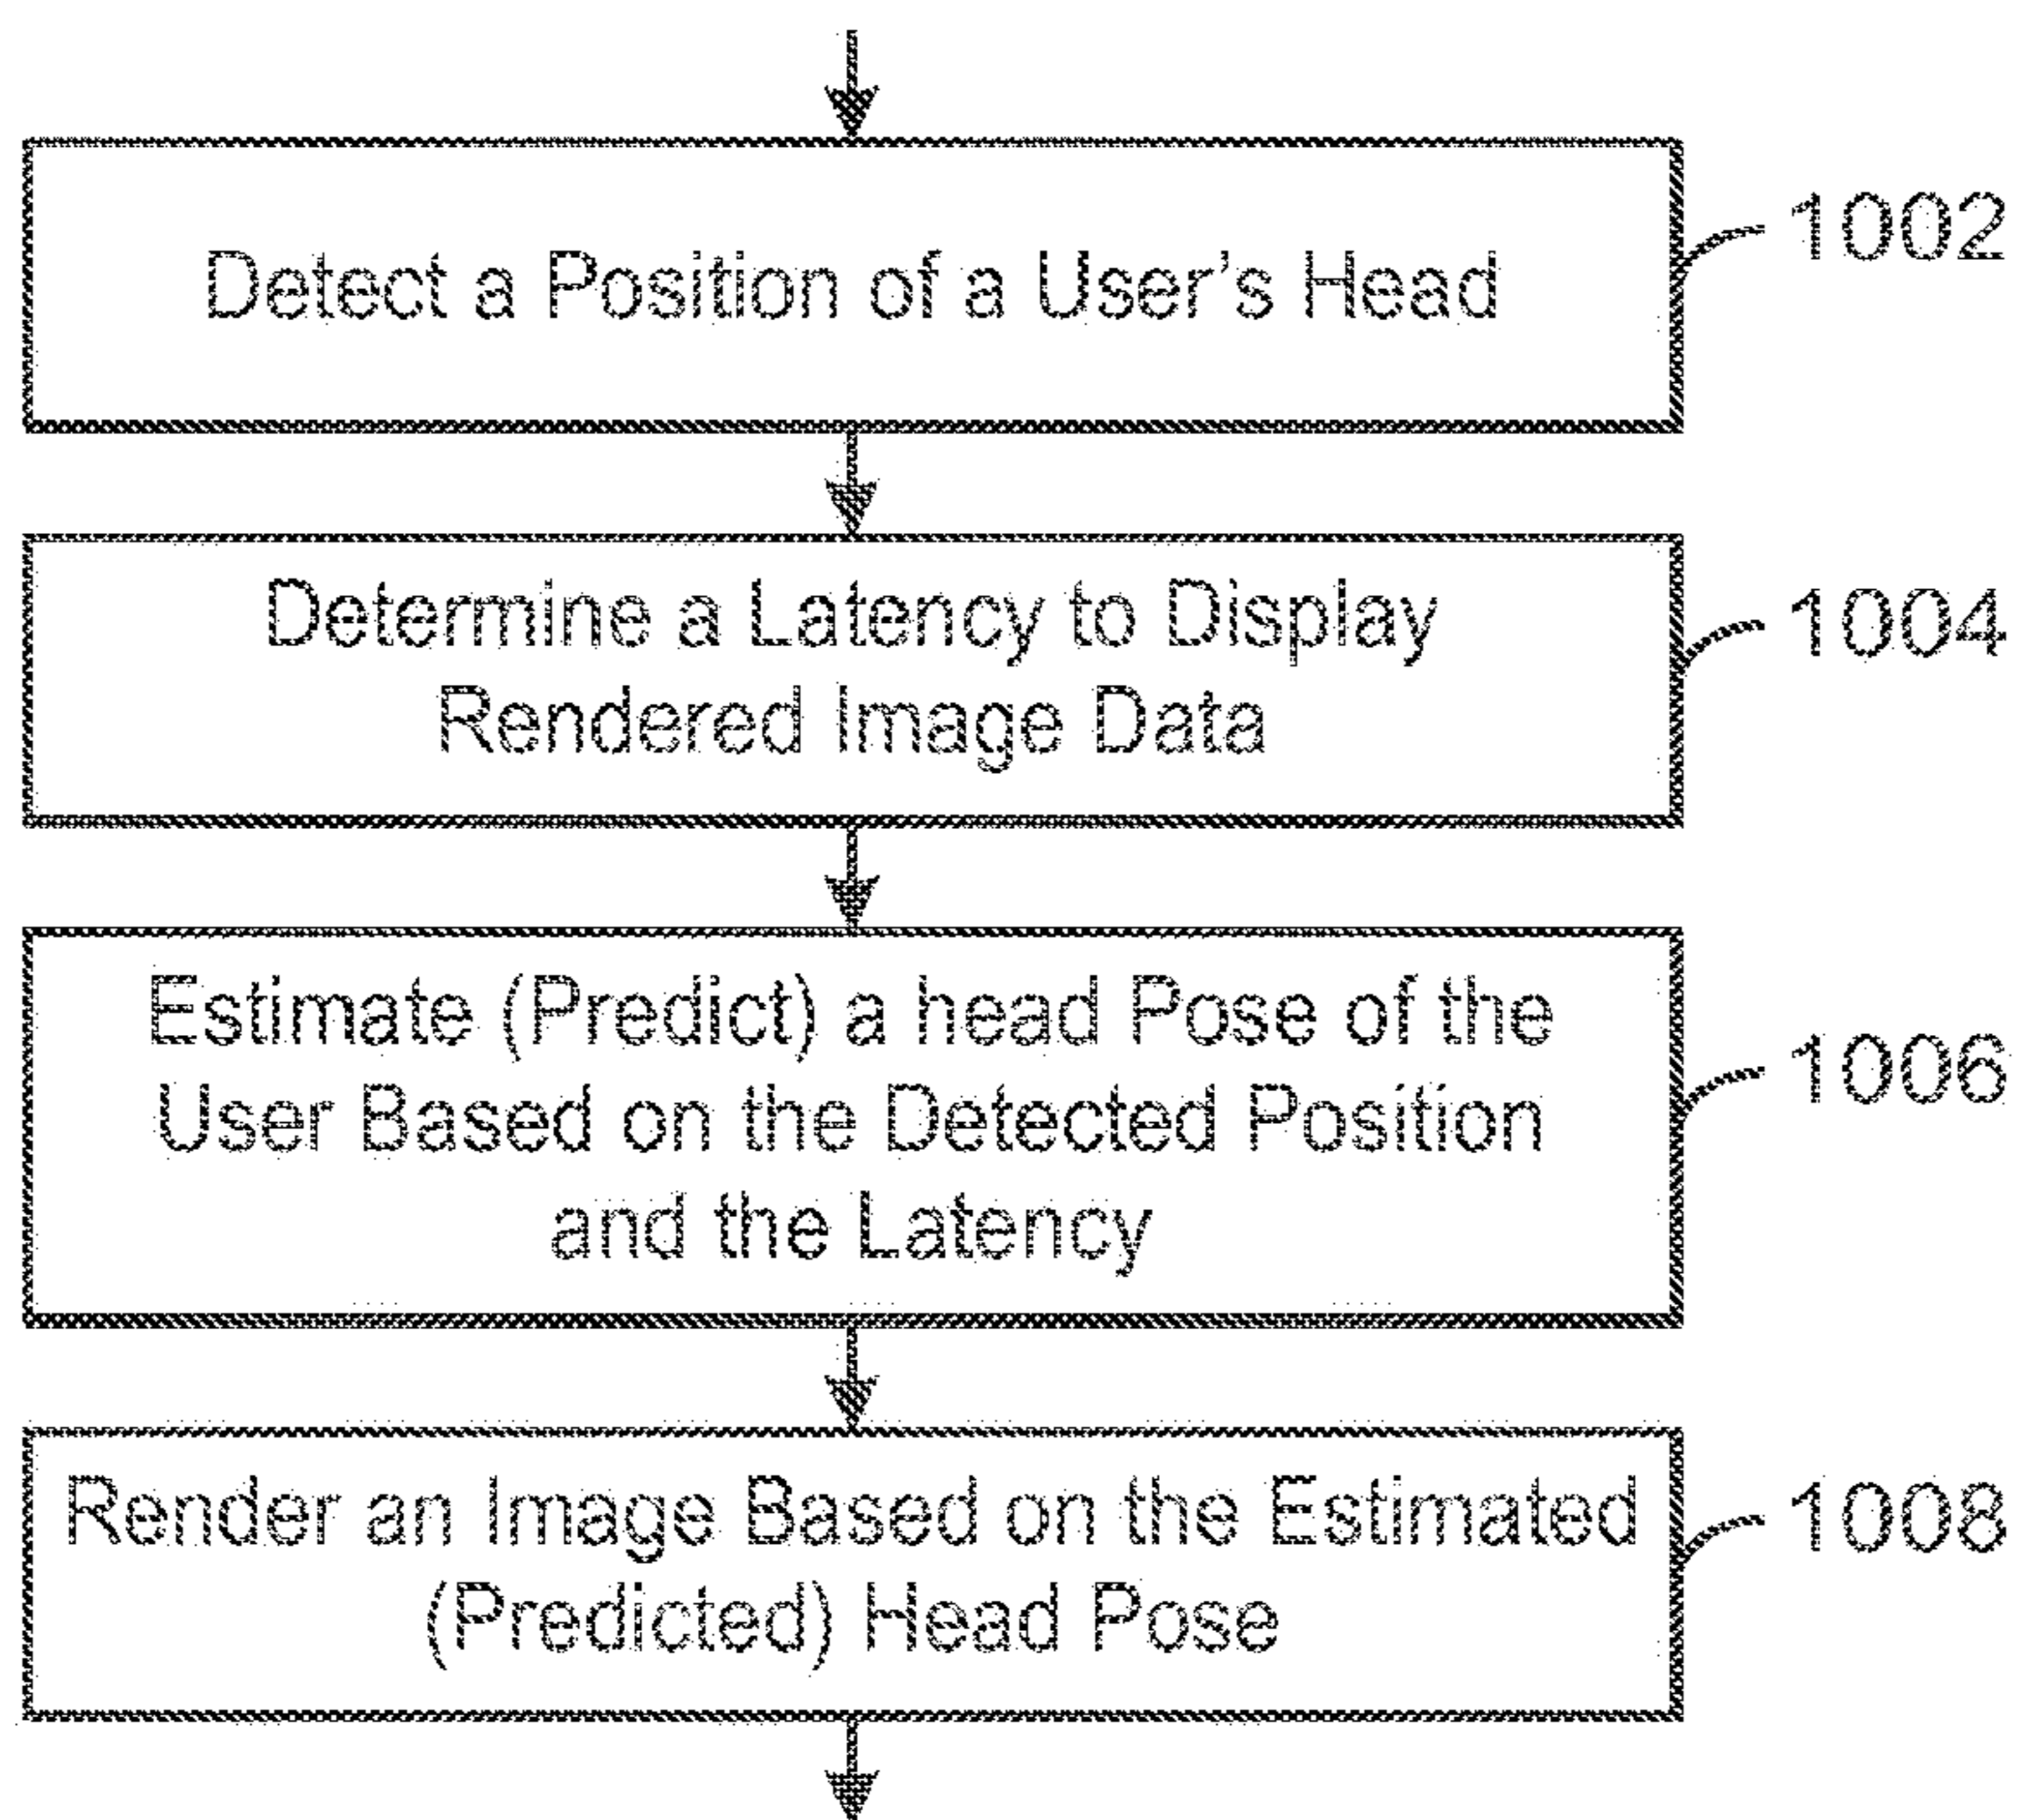 Detect a Position of a User's Head
1002
Determine a Latency to Display
Rendered Image Data
1004
Estimate (Predict) a head Pose of the
User Based on the Detected Position
and the Latency
1006
Render an Image Based on the Estimated
(Predicted) Head Pose
1008